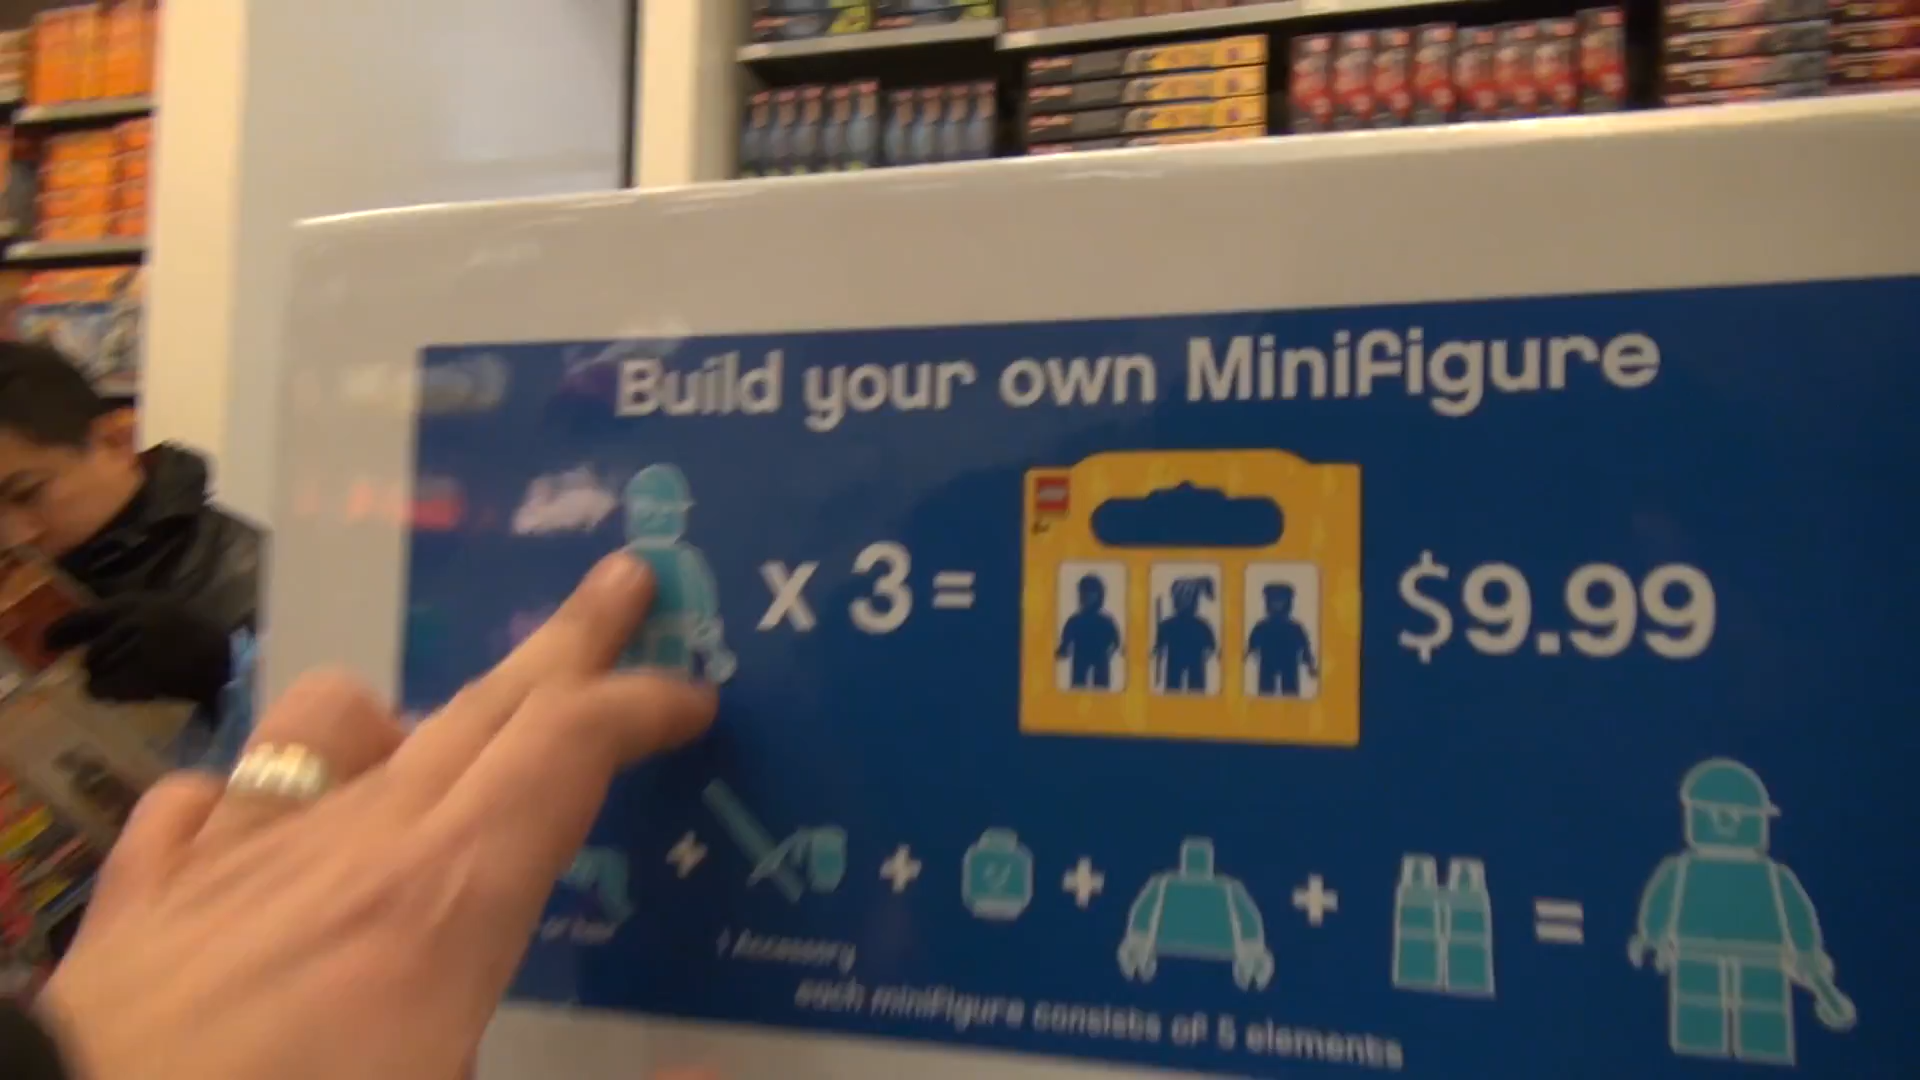 Build your own Minifigure
x 3 = $9.99
+ + + + =
1 Accessory
each minifigure consists of 5 elements